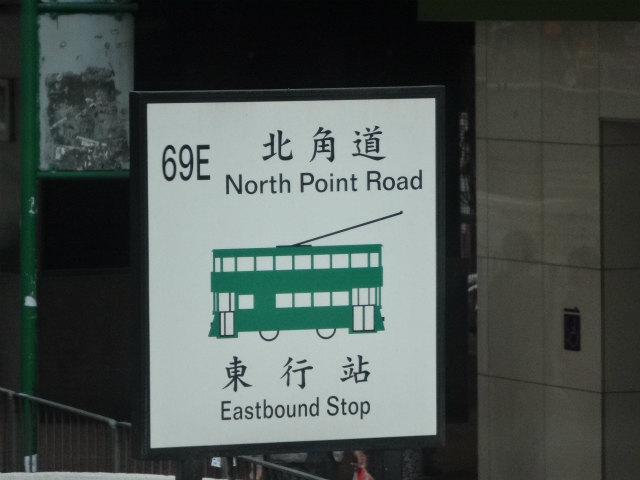 69E
北角道
North Point Road
東行站
Eastbound Stop